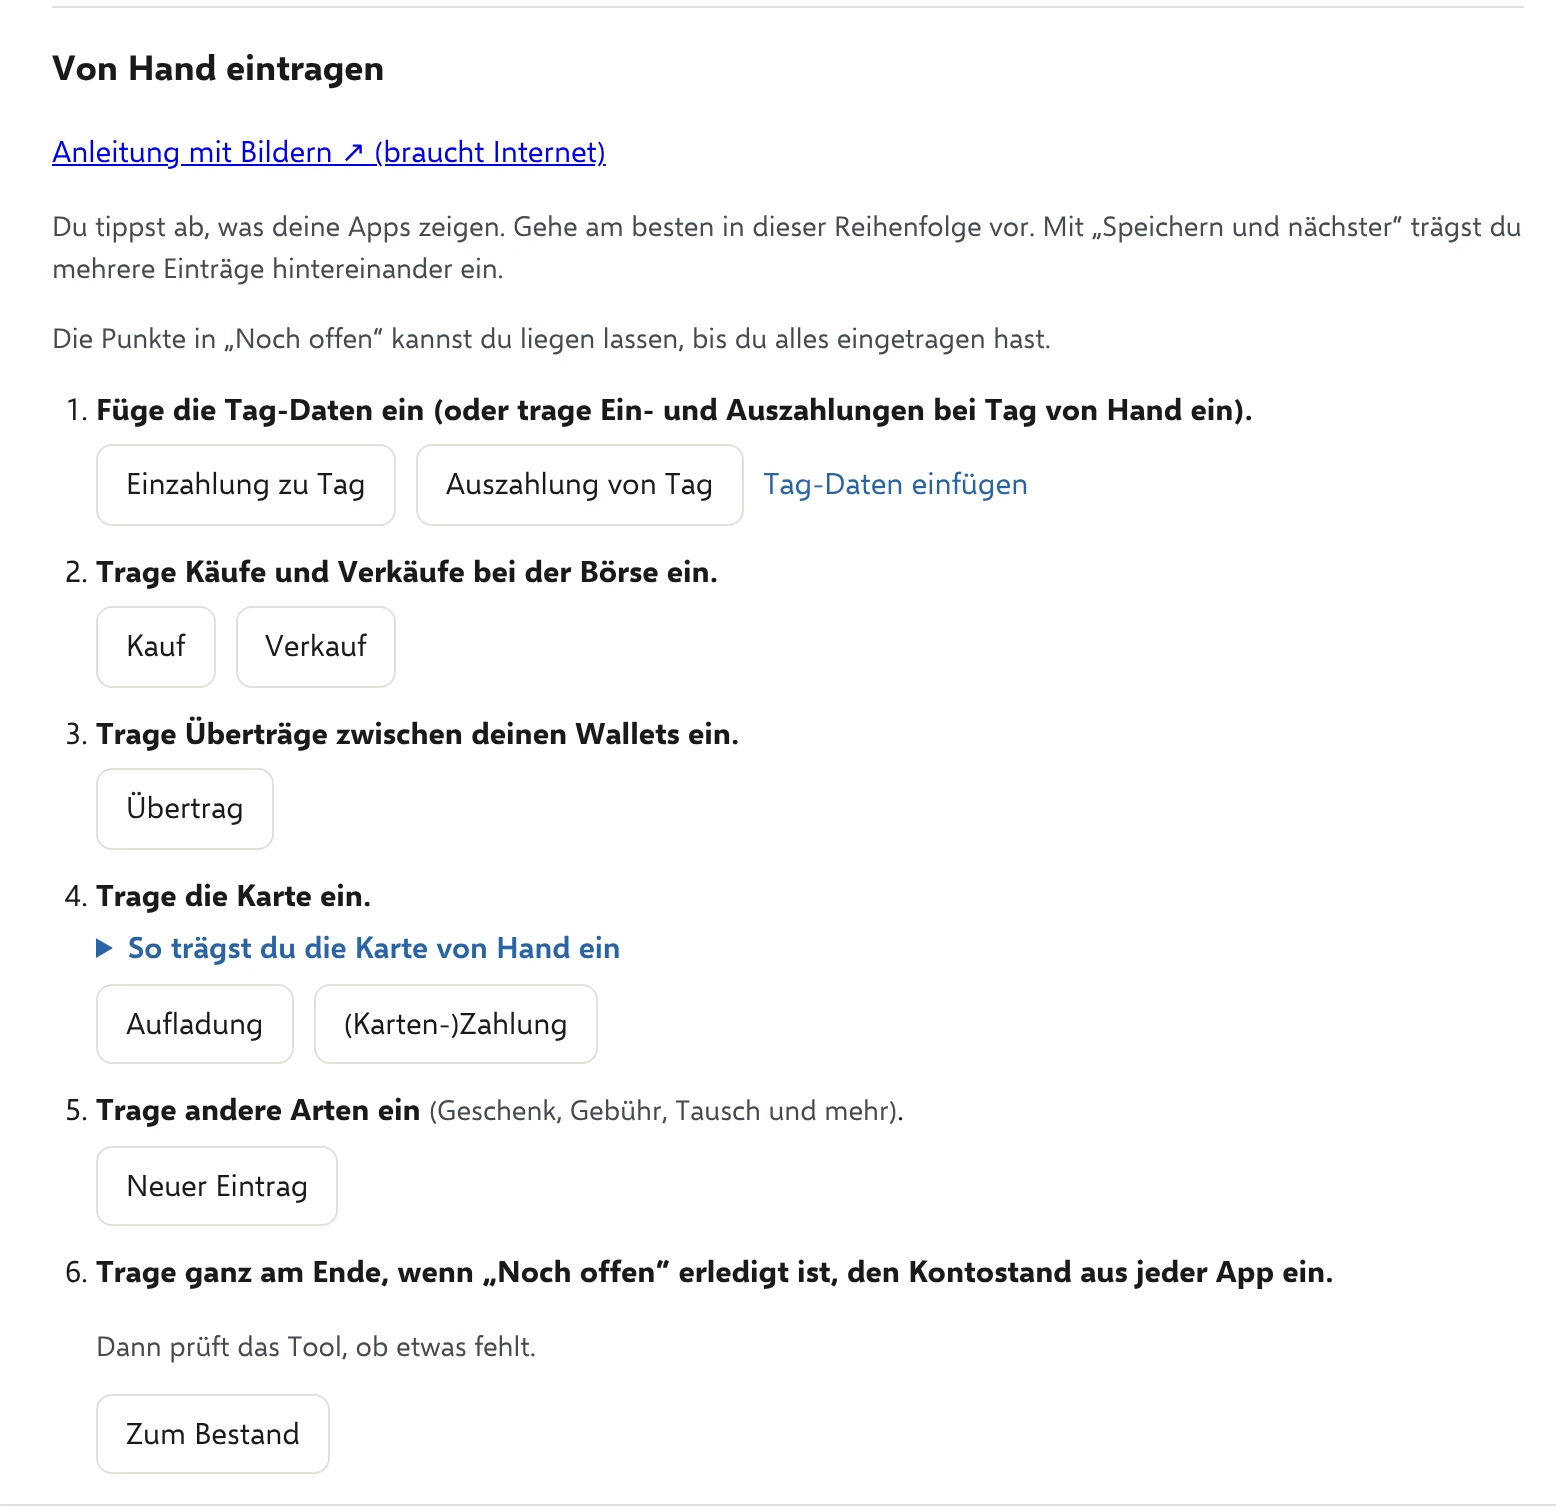 Von Hand eintragen
Anleitung mit Bildern ↗ (braucht Internet)
Du tippst ab, was deine Apps zeigen. Gehe am besten in dieser Reihenfolge vor. Mit „Speichern und nächster“ trägst du
mehrere Einträge hintereinander ein.
Die Punkte in „Noch offen“ kannst du liegen lassen, bis du alles eingetragen hast.
1. Füge die Tag-Daten ein (oder trage Ein- und Auszahlungen bei Tag von Hand ein).
Einzahlung zu Tag Auszahlung von Tag Tag-Daten einfügen
2. Trage Käufe und Verkäufe bei der Börse ein.
Kauf Verkauf
3. Trage Überträge zwischen deinen Wallets ein.
Übertrag
4. Trage die Karte ein.
▶ So trägst du die Karte von Hand ein
Aufladung (Karten-)Zahlung
5. Trage andere Arten ein (Geschenk, Gebühr, Tausch und mehr).
Neuer Eintrag
6. Trage ganz am Ende, wenn „Noch offen“ erledigt ist, den Kontostand aus jeder App ein.
Dann prüft das Tool, ob etwas fehlt.
Zum Bestand